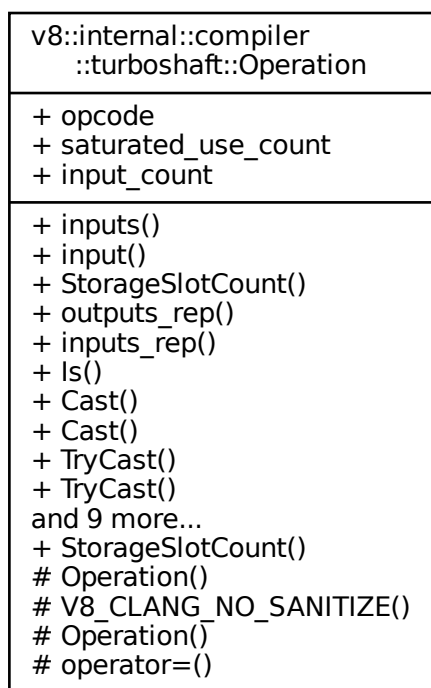 v8::internal::compiler
::turboshaft::Operation
+ opcode
+ saturated_use_count
+ input_count
+ inputs()
+ input()
+ StorageSlotCount()
+ outputs_rep()
+ inputs_rep()
+ Is()
+ Cast()
+ Cast()
+ TryCast()
+ TryCast()
and 9 more...
+ StorageSlotCount()
# Operation()
# V8_CLANG_NO_SANITIZE()
# Operation()
# operator=()